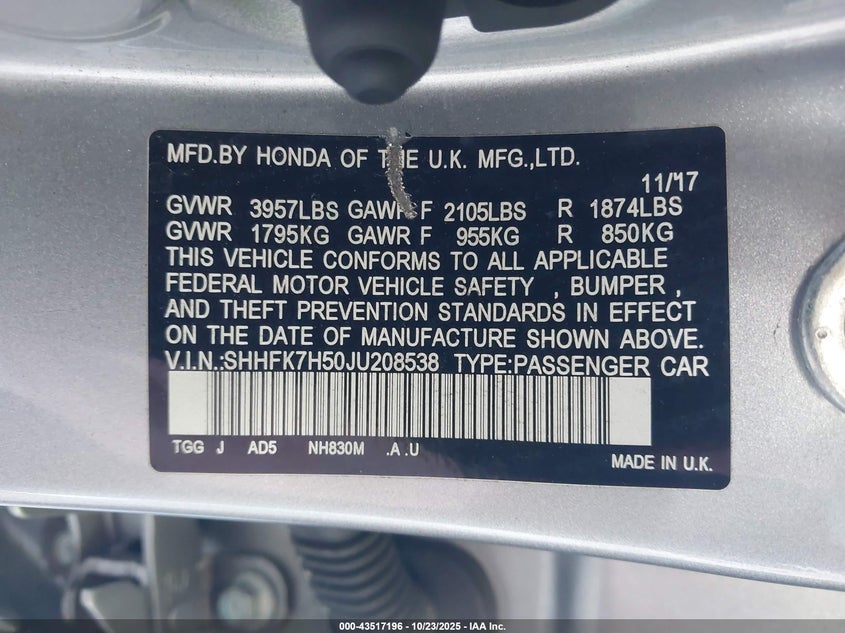 MFD.BY HONDA OF THE U.K. MFG.,LTD.
11/17
GVWR 3957LBS GAWR F 2105LBS R 1874LBS
GVWR 1795KG GAWR F 955KG R 850KG
THIS VEHICLE CONFORMS TO ALL APPLICABLE
FEDERAL MOTOR VEHICLE SAFETY , BUMPER ,
AND THEFT PREVENTION STANDARDS IN EFFECT
ON THE DATE OF MANUFACTURE SHOWN ABOVE.
V.I.N.:SHHFK7H50JU208538 TYPE:PASSENGER CAR
TGG J AD5 NH830M .A .U
MADE IN U.K.
000-43517196 - 10/23/2025 - IAA Inc.